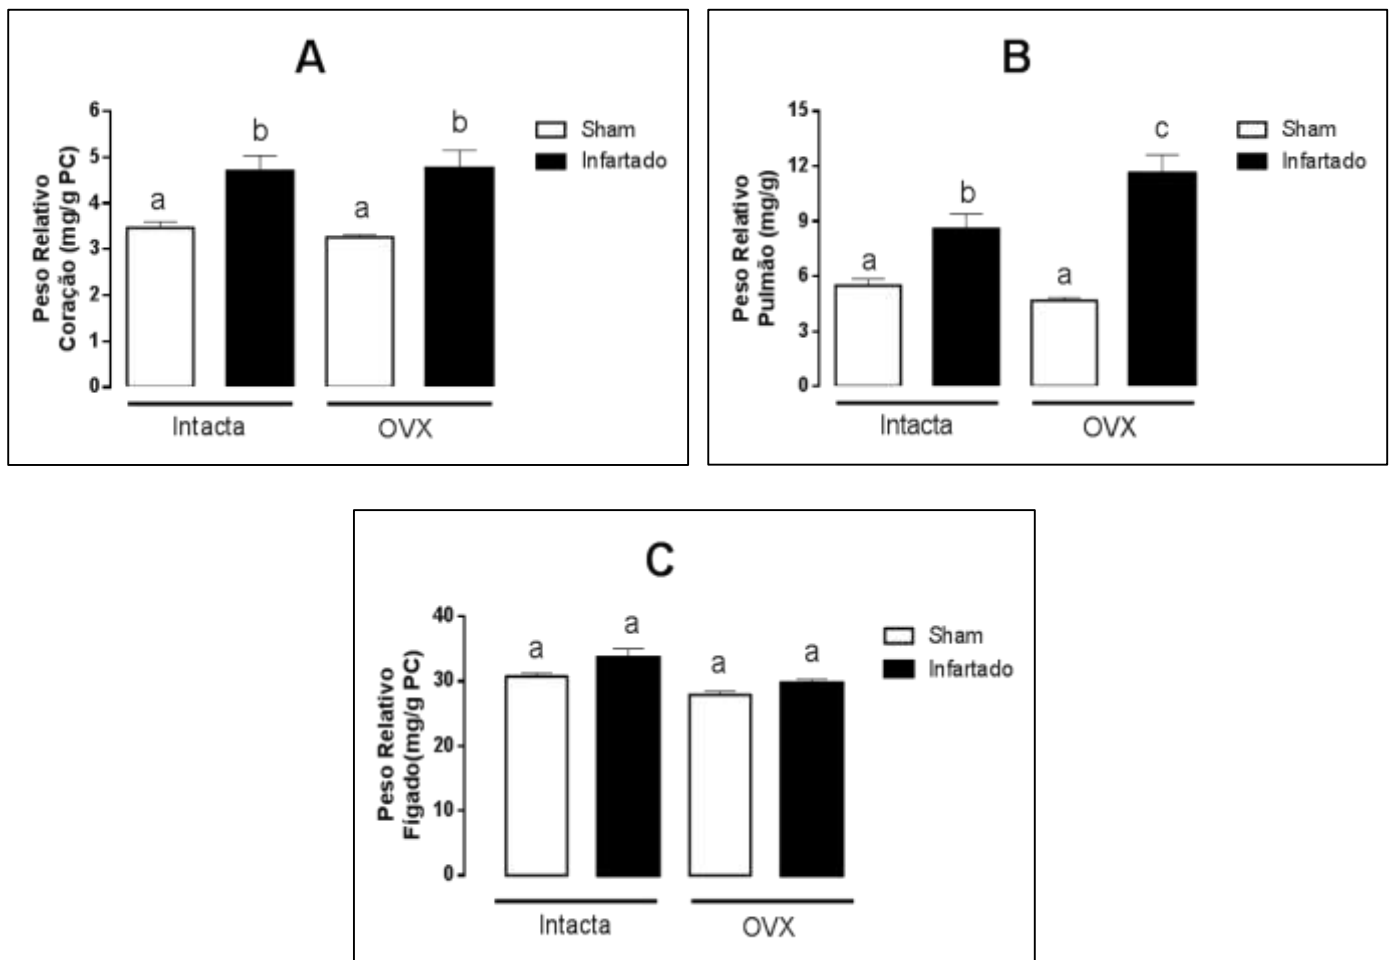 A
6
5
4
3
2
1
0
Peso Relativo
Coração (mg/g PC)
a
b
a
b
Sham
Infartado
Intacta
OVX
B
15
12
9
6
3
0
Peso Relativo
Pulmão (mg/g)
a
b
a
c
Sham
Infartado
Intacta
OVX
C
40
30
20
10
0
Peso Relativo
Fígado(mg/g PC)
a
a
a
a
Sham
Infartado
Intacta
OVX